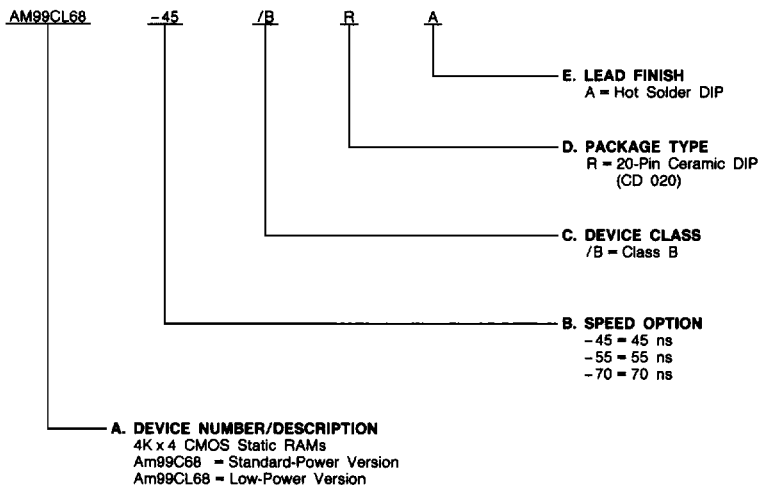 AM99CL68 -45 /B R A
E. LEAD FINISH
A = Hot Solder DIP
D. PACKAGE TYPE
R = 20-Pin Ceramic DIP
(CD 020)
C. DEVICE CLASS
/B = Class B
B. SPEED OPTION
-45 = 45 ns
-55 = 55 ns
-70 = 70 ns
A. DEVICE NUMBER/DESCRIPTION
4K x 4 CMOS Static RAMs
Am99C68 = Standard-Power Version
Am99CL68 = Low-Power Version